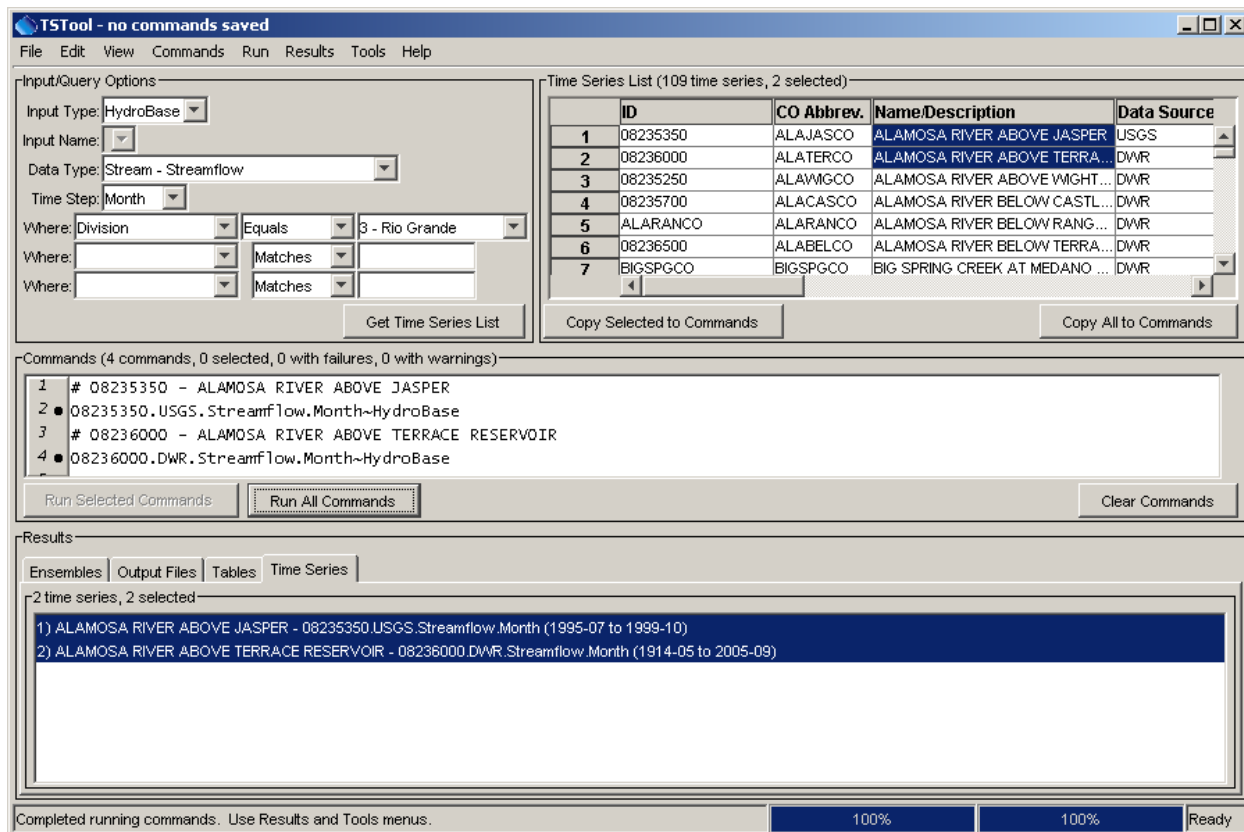 TSTool - no commands saved
File Edit View Commands Run Results Tools Help
Input/Query Options
Input Type: HydroBase
Input Name:
Data Type: Stream - Streamflow
Time Step: Month
Where: Division Equals 3 - Rio Grande
Where: Matches
Where: Matches
Get Time Series List
Time Series List (109 time series, 2 selected)
ID CO Abbrev. Name/Description Data Source
1 08235350 ALAJASCO ALAMOSA RIVER ABOVE JASPER USGS
2 08236000 ALATERCO ALAMOSA RIVER ABOVE TERRA... DWR
3 08235250 ALAWIGCO ALAMOSA RIVER ABOVE WIGHT... DWR
4 08235700 ALACASCO ALAMOSA RIVER BELOW CASTL... DWR
5 ALARANCO ALARANCO ALAMOSA RIVER BELOW RANG... DWR
6 08236500 ALABELCO ALAMOSA RIVER BELOW TERRA... DWR
7 BIGSPGCO BIGSPGCO BIG SPRING CREEK AT MEDANO ... DWR
Copy Selected to Commands Copy All to Commands
Commands (4 commands, 0 selected, 0 with failures, 0 with warnings)
1 # 08235350 - ALAMOSA RIVER ABOVE JASPER
2 08235350.USGS.Streamflow.Month~HydroBase
3 # 08236000 - ALAMOSA RIVER ABOVE TERRACE RESERVOIR
4 08236000.DWR.Streamflow.Month~HydroBase
Run Selected Commands Run All Commands Clear Commands
Results
Ensembles Output Files Tables Time Series
2 time series, 2 selected
1) ALAMOSA RIVER ABOVE JASPER - 08235350.USGS.Streamflow.Month (1995-07 to 1999-10)
2) ALAMOSA RIVER ABOVE TERRACE RESERVOIR - 08236000.DWR.Streamflow.Month (1914-05 to 2005-09)
Completed running commands. Use Results and Tools menus. 100% 100% Ready